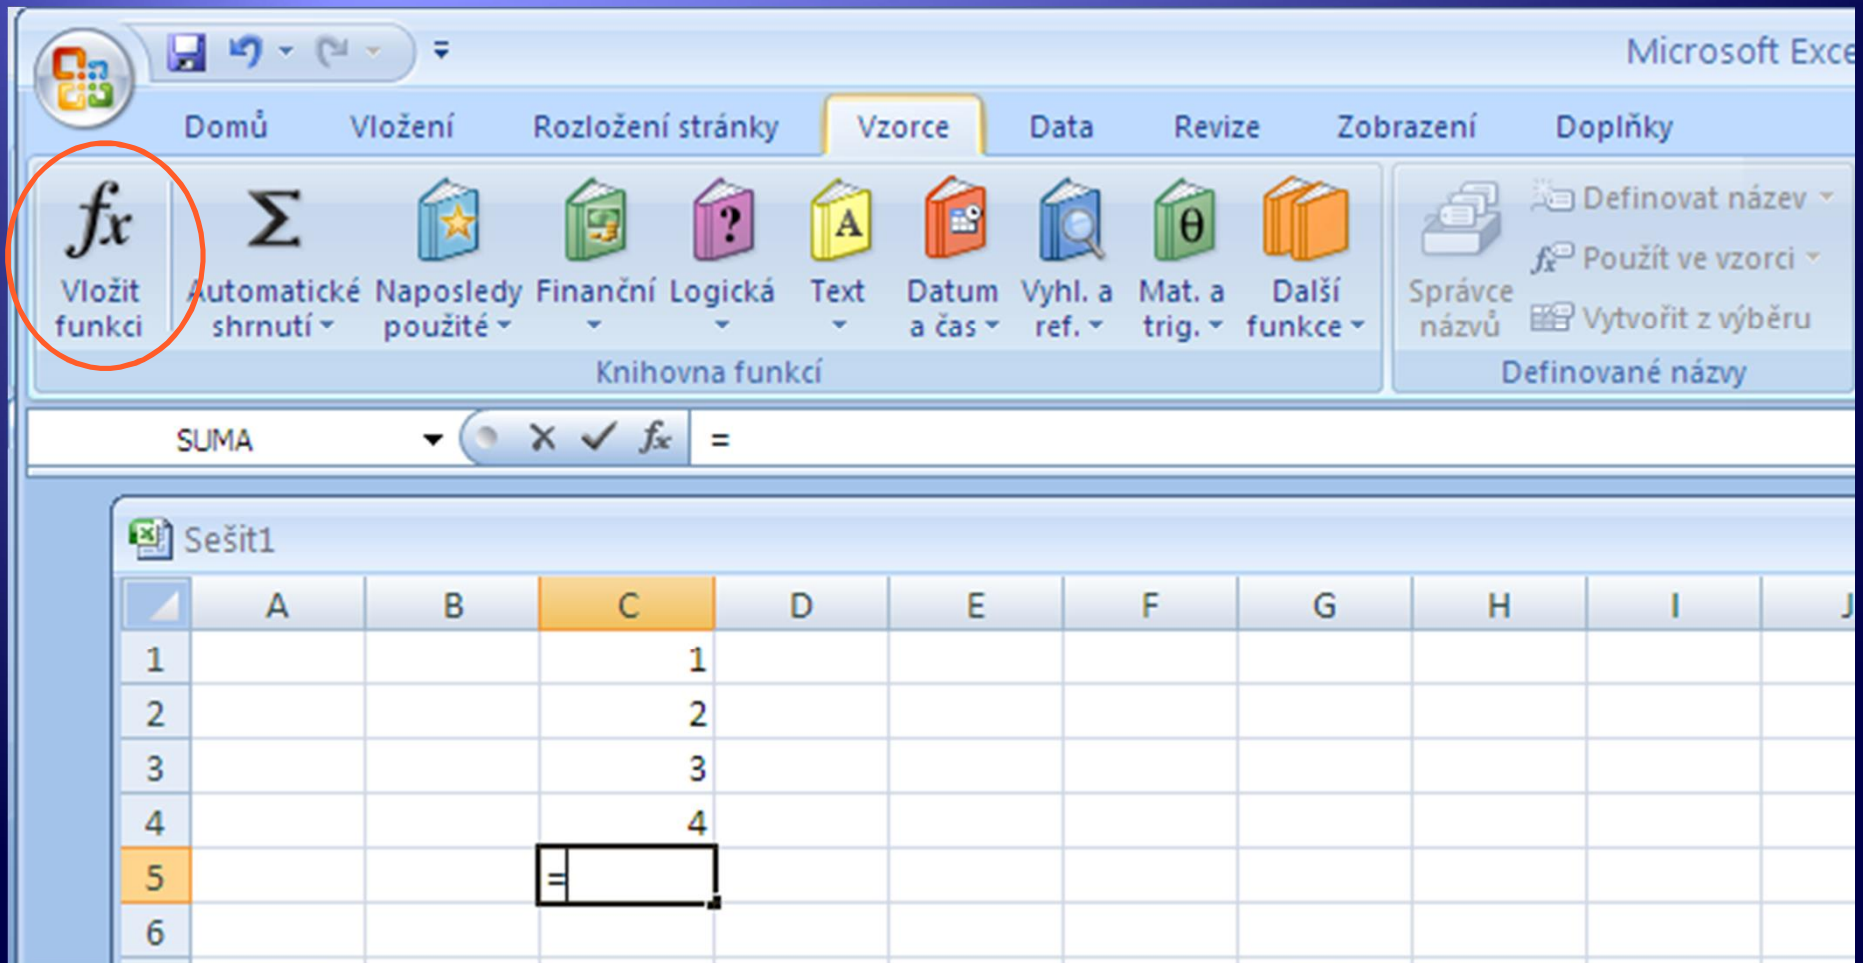 Microsoft Exce
Domů Vložení Rozložení stránky Vzorce Data Revize Zobrazení Doplňky
Vložit funkci
Automatické shrnutí
Naposledy použité
Finanční
Logická
Text
Datum a čas
Vyhl. a ref.
Mat. a trig.
Další funkce
Knihovna funkcí
Správce názvů
Definovat název
Použít ve vzorci
Vytvořit z výběru
Definované názvy
SUMA fx =
Sešit1
A B C D E F G H I J
1 1
2 2
3 3
4 4
5 =
6